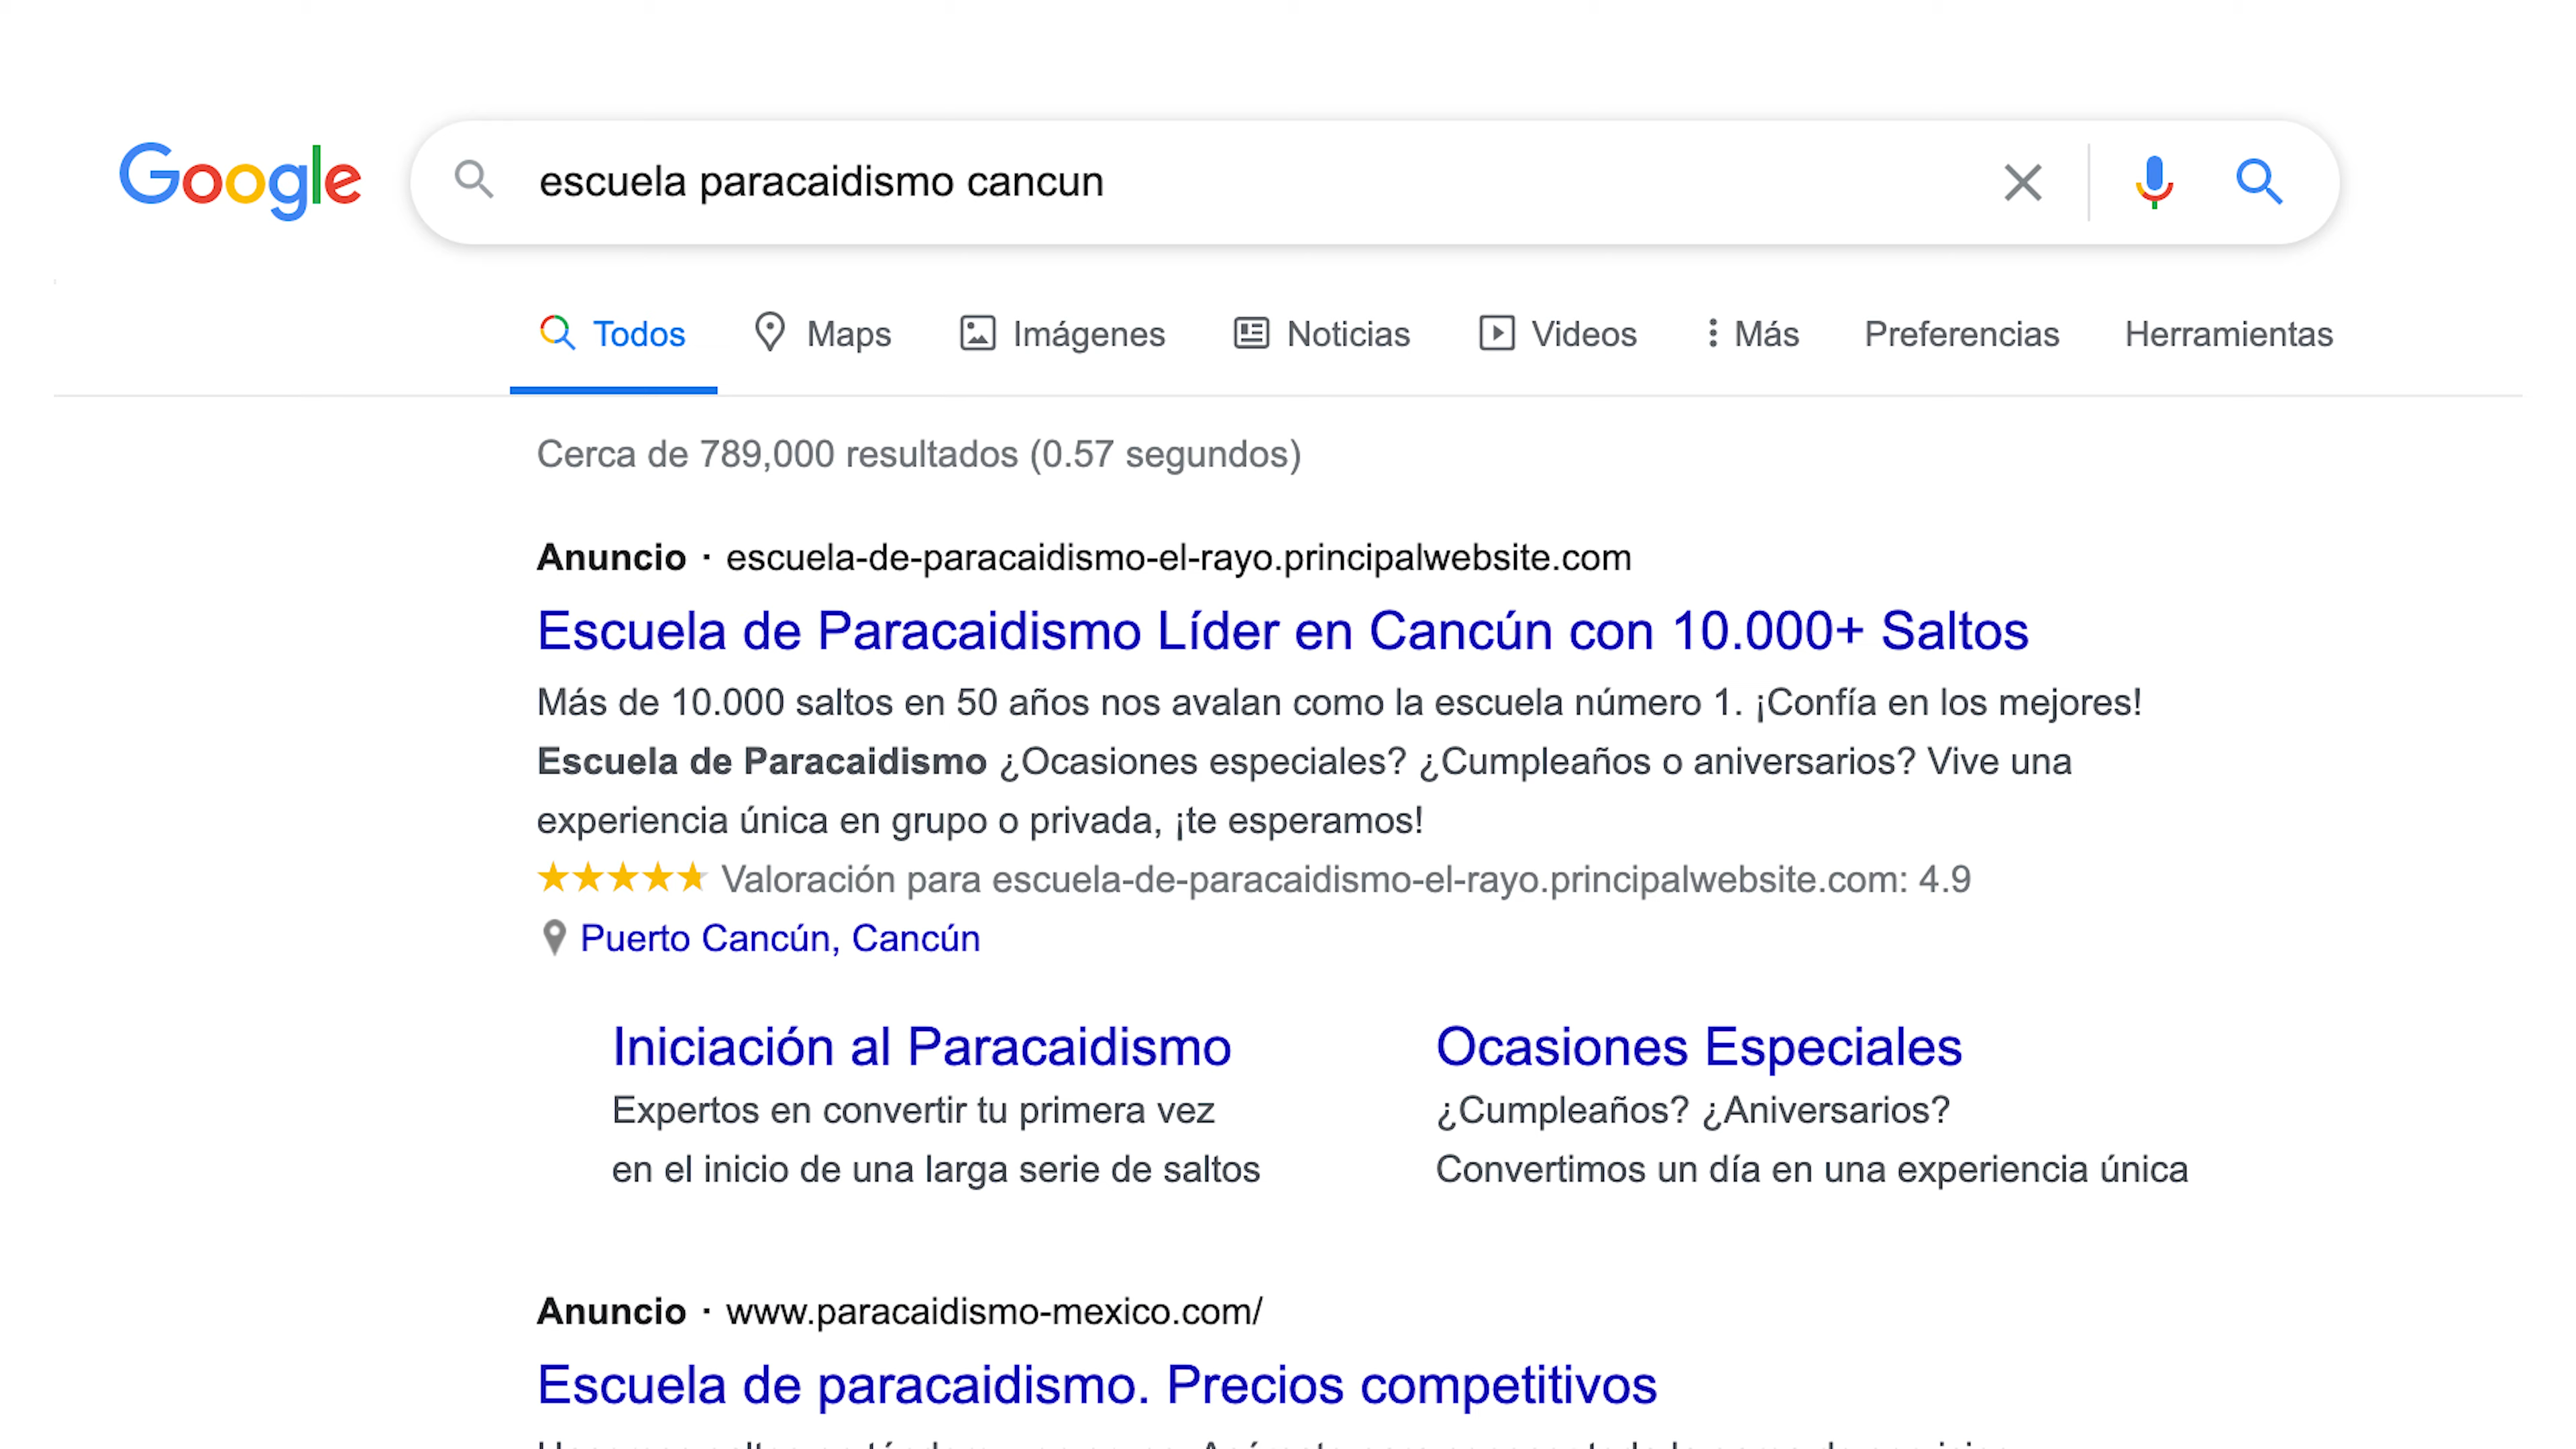 Google
escuela paracaidismo cancun
Todos Maps Imágenes Noticias Videos Más Preferencias Herramientas
Cerca de 789,000 resultados (0.57 segundos)
Anuncio · escuela-de-paracaidismo-el-rayo.principalwebsite.com
Escuela de Paracaidismo Líder en Cancún con 10.000+ Saltos
Más de 10.000 saltos en 50 años nos avalan como la escuela número 1. ¡Confía en los mejores!
Escuela de Paracaidismo ¿Ocasiones especiales? ¿Cumpleaños o aniversarios? Vive una
experiencia única en grupo o privada, ¡te esperamos!
Valoración para escuela-de-paracaidismo-el-rayo.principalwebsite.com: 4.9
Puerto Cancún, Cancún
Iniciación al Paracaidismo
Expertos en convertir tu primera vez
en el inicio de una larga serie de saltos
Ocasiones Especiales
¿Cumpleaños? ¿Aniversarios?
Convertimos un día en una experiencia única
Anuncio · www.paracaidismo-mexico.com/
Escuela de paracaidismo. Precios competitivos